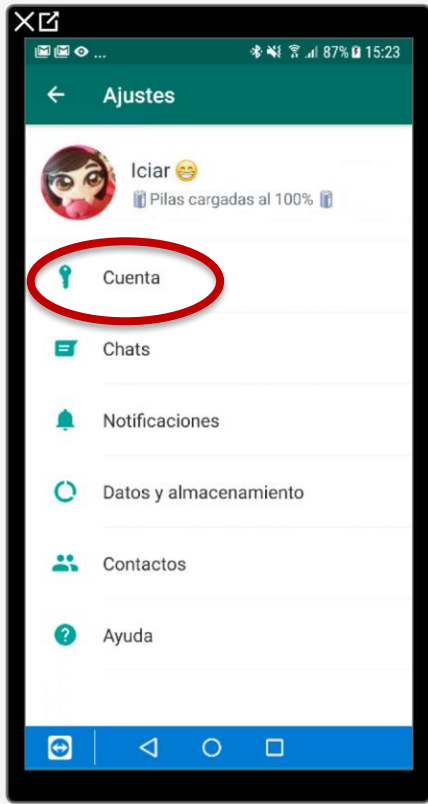 ... 87% 15:23
Ajustes
Iciar 😁
Pilas cargadas al 100%
Cuenta
Chats
Notificaciones
Datos y almacenamiento
Contactos
Ayuda